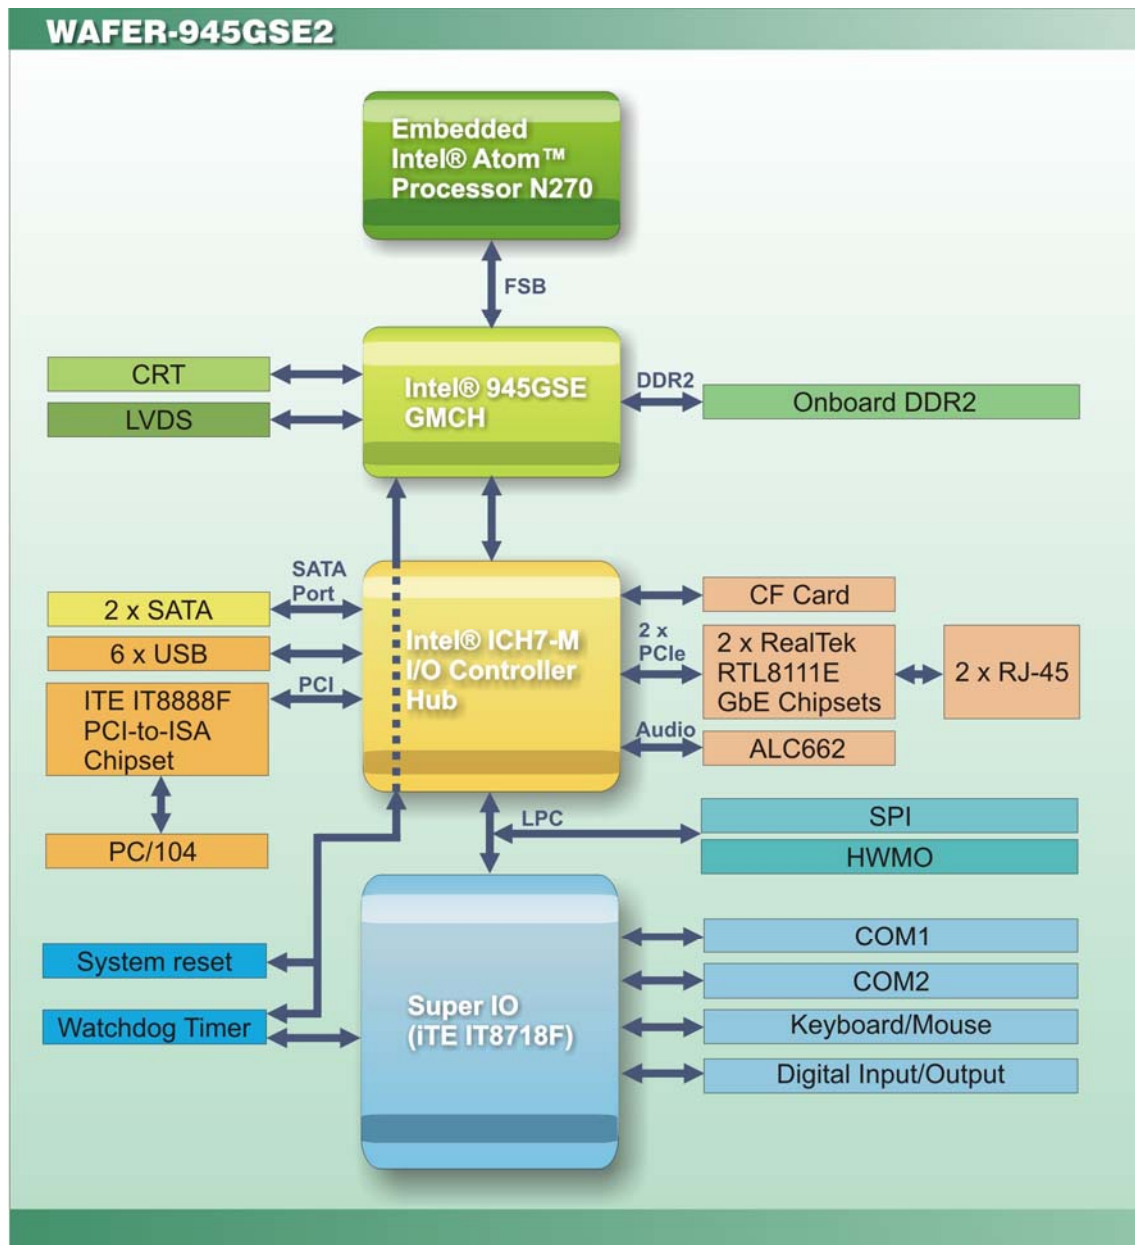 WAFER-945GSE2
Embedded
Intel® Atom™
Processor N270
FSB
CRT
LVDS
Intel® 945GSE
GMCH
DDR2
Onboard DDR2
SATA
Port
2 x SATA
6 x USB
PCI
ITE IT8888F
PCI-to-ISA
Chipset
PC/104
Intel® ICH7-M
I/O Controller
Hub
CF Card
2 x
PCIe
2 x RealTek
RTL8111E
GbE Chipsets
2 x RJ-45
Audio
ALC662
LPC
SPI
HWMO
System reset
Watchdog Timer
Super IO
(iTE IT8718F)
COM1
COM2
Keyboard/Mouse
Digital Input/Output